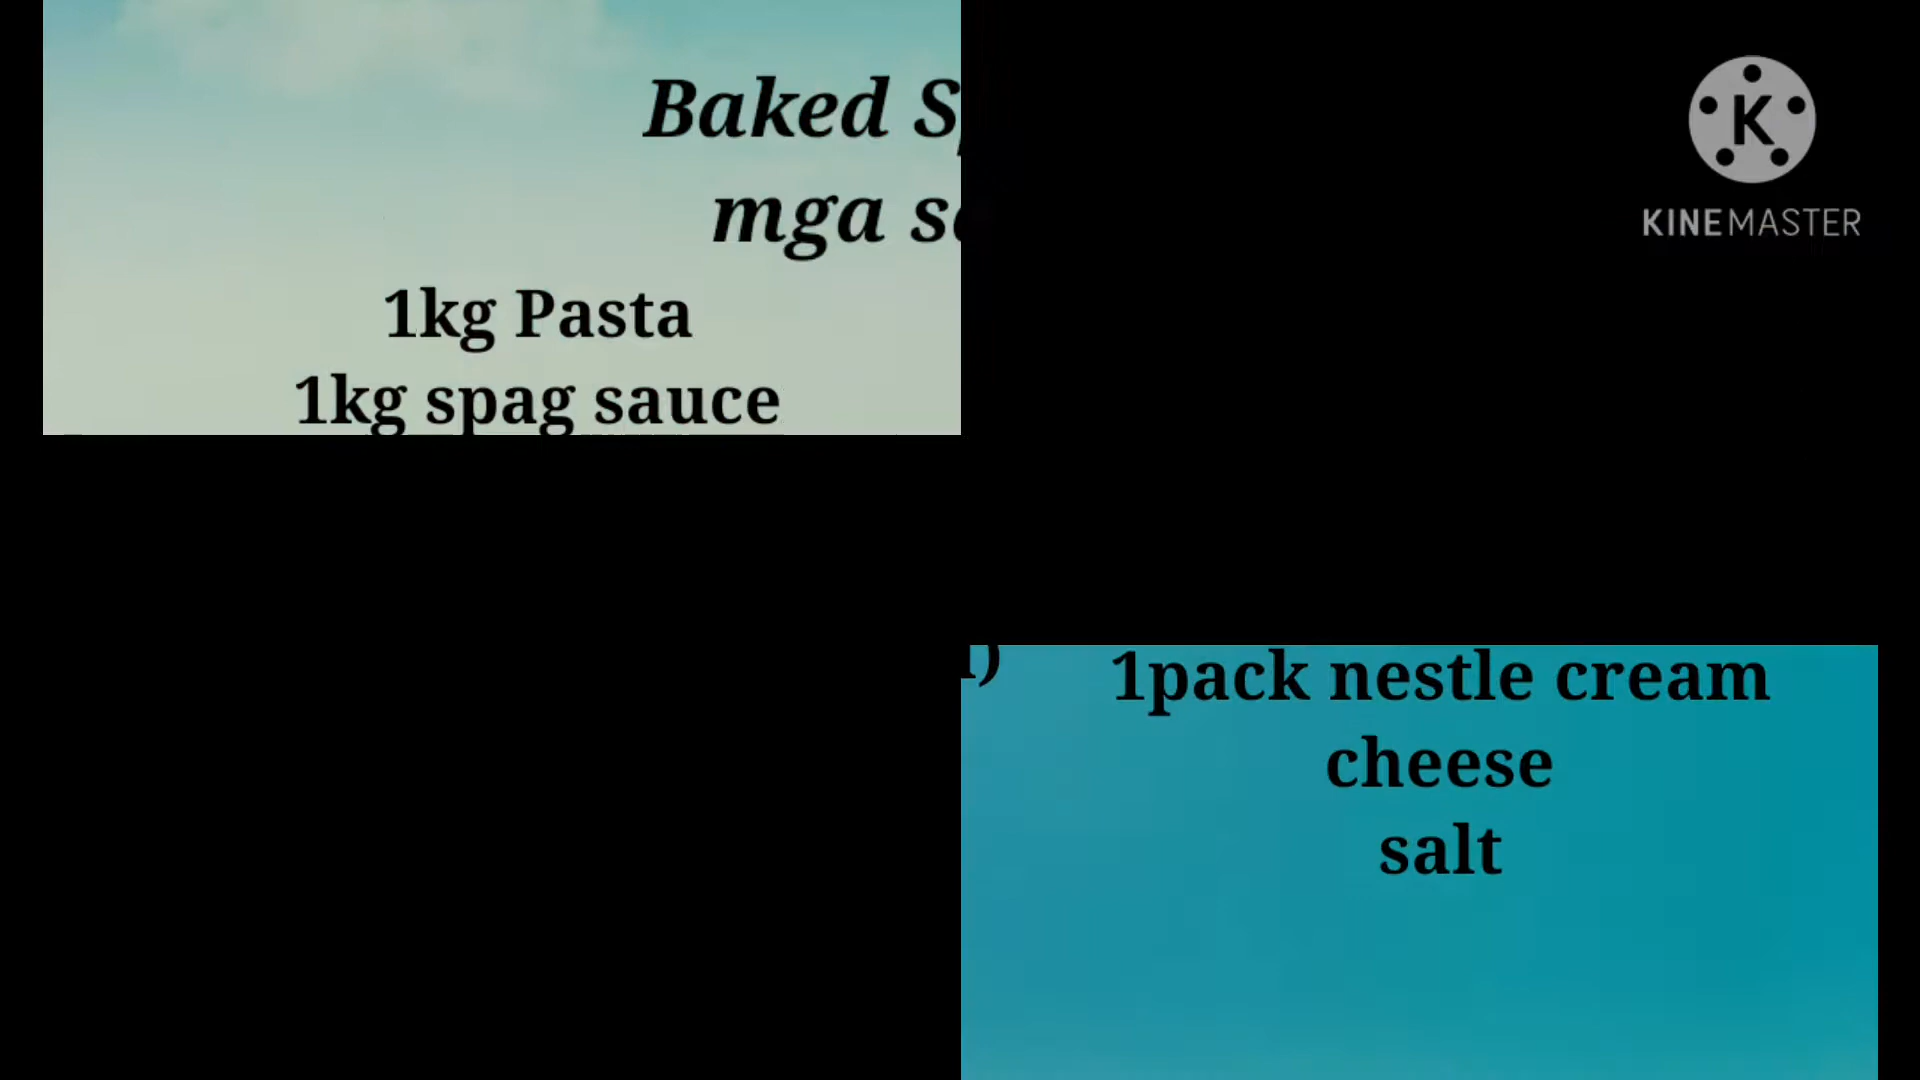 Baked
mga
1kg Pasta
1kg spag sauce
KINEMASTER
1pack nestle cream
cheese
salt